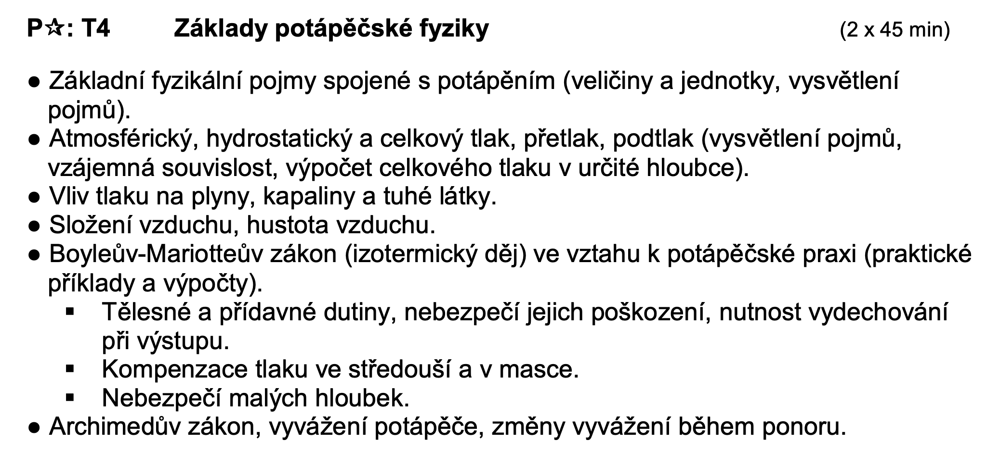 P☆: T4 Základy potápěčské fyziky (2 x 45 min)
● Základní fyzikální pojmy spojené s potápěním (veličiny a jednotky, vysvětlení
pojmů).
● Atmosférický, hydrostatický a celkový tlak, přetlak, podtlak (vysvětlení pojmů,
vzájemná souvislost, výpočet celkového tlaku v určité hloubce).
● Vliv tlaku na plyny, kapaliny a tuhé látky.
● Složení vzduchu, hustota vzduchu.
● Boyleův-Mariotteův zákon (izotermický děj) ve vztahu k potápěčské praxi (praktické
příklady a výpočty).
▪ Tělesné a přídavné dutiny, nebezpečí jejich poškození, nutnost vydechování
při výstupu.
▪ Kompenzace tlaku ve středouší a v masce.
▪ Nebezpečí malých hloubek.
● Archimedův zákon, vyvážení potápěče, změny vyvážení během ponoru.